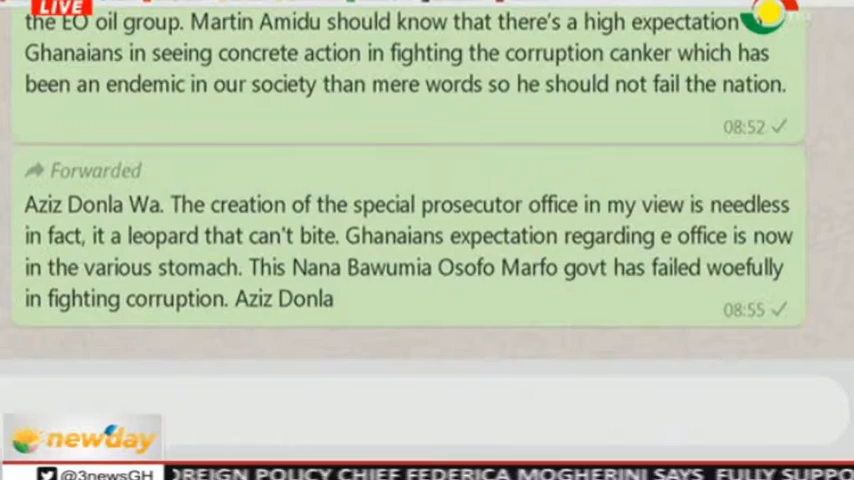 LIVE
the EO oil group. Martin Amidu should know that there's a high expectation
Ghanaians in seeing concrete action in fighting the corruption canker which has
been an endemic in our society than mere words so he should not fail the nation.
08:52
Forwarded
Aziz Donla Wa. The creation of the special prosecutor office in my view is needless
in fact, it a leopard that can't bite. Ghanaians expectation regarding e office is now
in the various stomach. This Nana Bawumia Osofo Marfo govt has failed woefully
in fighting corruption. Aziz Donla
08:55
newday
@3newsGH
OREIGN POLICY CHIEF FEDERICA MOGHERINI SAYS FULLY SUPPO